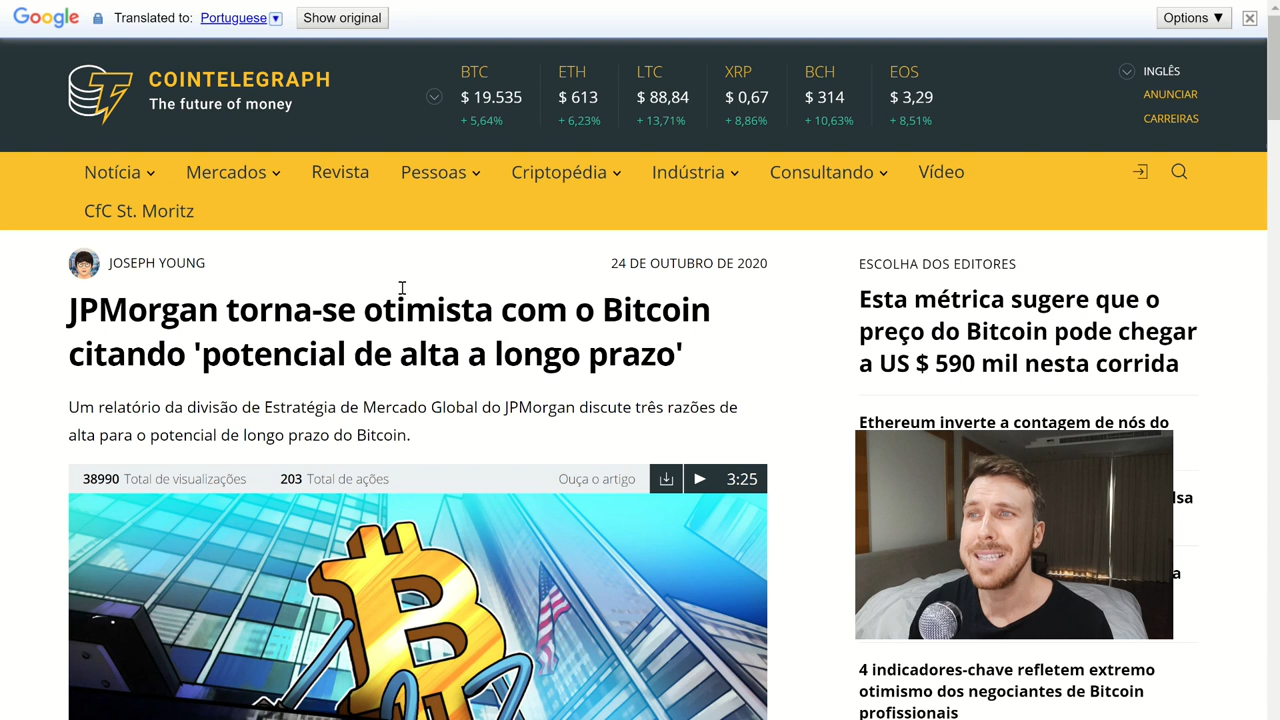 Google Translated to: Portuguese Show original Options ▼
COINTELEGRAPH
The future of money
BTC ETH LTC XRP BCH EOS
$ 19.535 $ 613 $ 88,84 $ 0,67 $ 314 $ 3,29
+ 5,64% + 6,23% + 13,71% + 8,86% + 10,63% + 8,51%
INGLÊS
ANUNCIAR
CARREIRAS
Notícia Mercados Revista Pessoas Criptopédia Indústria Consultando Vídeo
CfC St. Moritz
JOSEPH YOUNG 24 DE OUTUBRO DE 2020
JPMorgan torna-se otimista com o Bitcoin
citando 'potencial de alta a longo prazo'
Um relatório da divisão de Estratégia de Mercado Global do JPMorgan discute três razões de
alta para o potencial de longo prazo do Bitcoin.
38990 Total de visualizações 203 Total de ações Ouça o artigo 3:25
ESCOLHA DOS EDITORES
Esta métrica sugere que o
preço do Bitcoin pode chegar
a US $ 590 mil nesta corrida
Ethereum inverte a contagem de nós do
4 indicadores-chave refletem extremo
otimismo dos negociantes de Bitcoin
profissionais